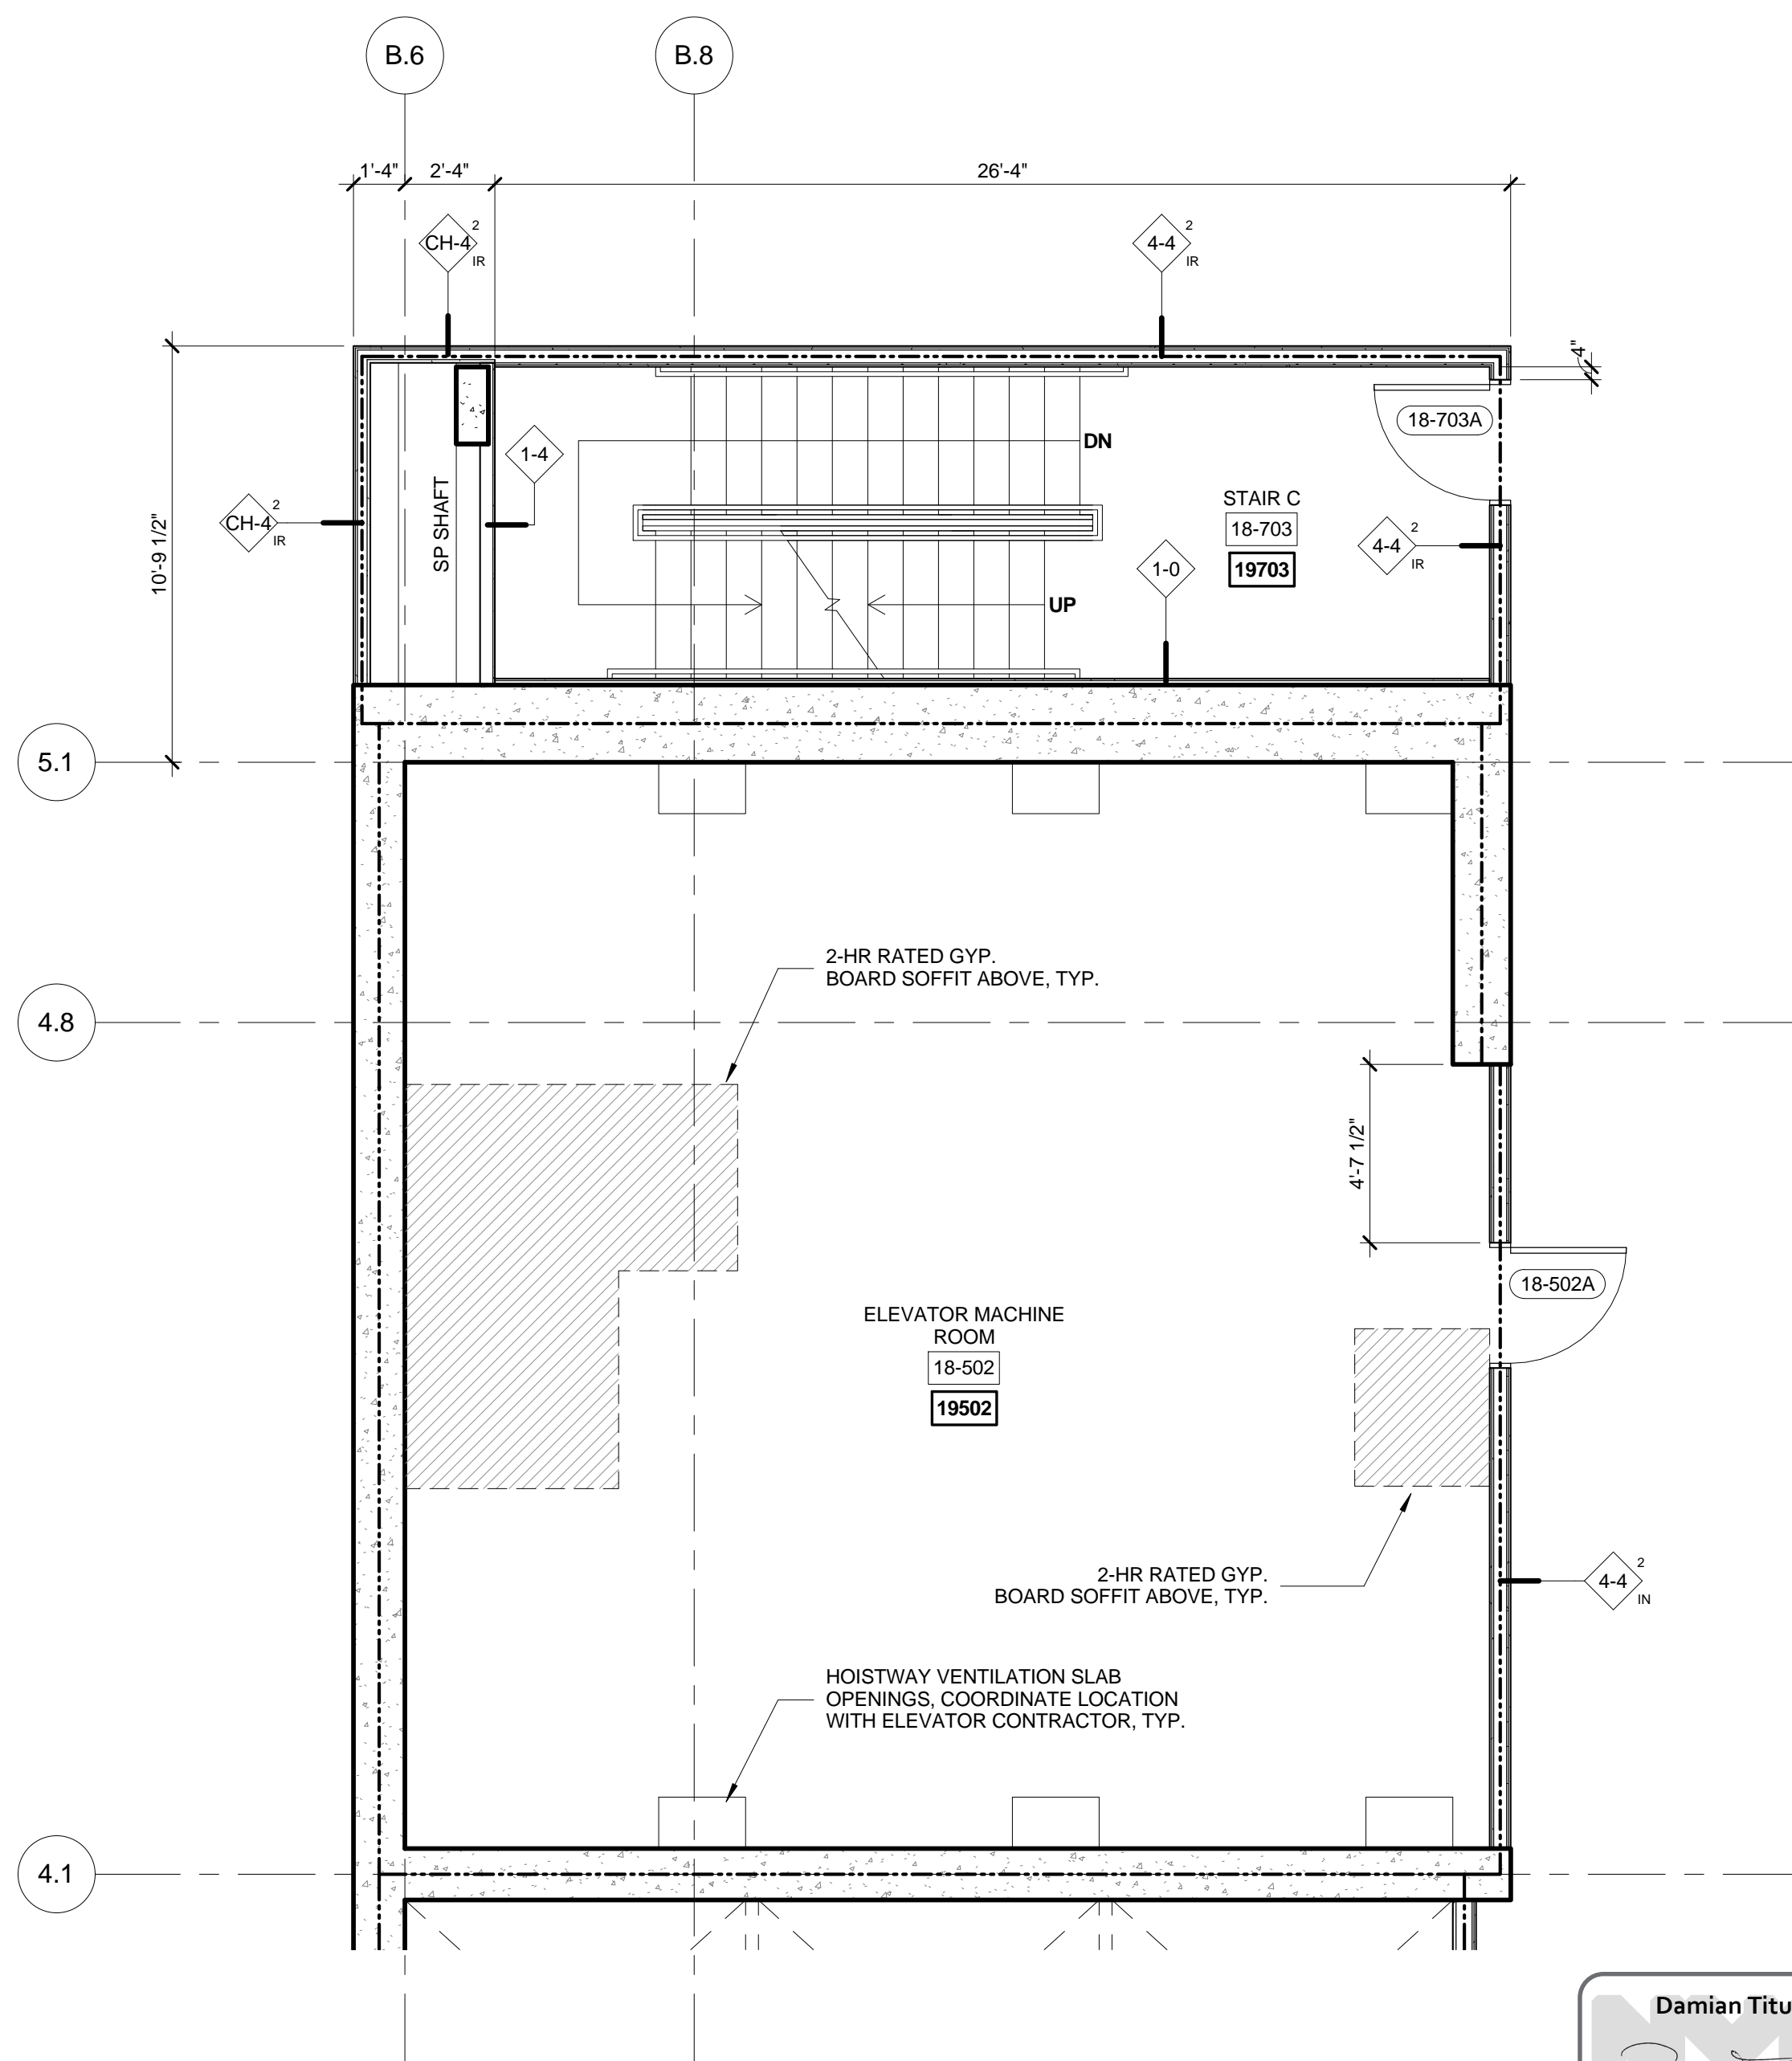 B.6
B.8
1'-4"
2'-4"
26'-4"
CH-4
2
IR
4-4
2
IR
4"
10'-9 1/2"
CH-4
2
IR
SP SHAFT
1-4
DN
UP
1-0
STAIR C
18-703
19703
18-703A
4-4
2
IR
5.1
4.8
2-HR RATED GYP.
BOARD SOFFIT ABOVE, TYP.
4'-7 1/2"
18-502A
ELEVATOR MACHINE
ROOM
18-502
19502
2-HR RATED GYP.
BOARD SOFFIT ABOVE, TYP.
4-4
2
IN
HOISTWAY VENTILATION SLAB
OPENINGS, COORDINATE LOCATION
WITH ELEVATOR CONTRACTOR, TYP.
4.1
Damian Titu